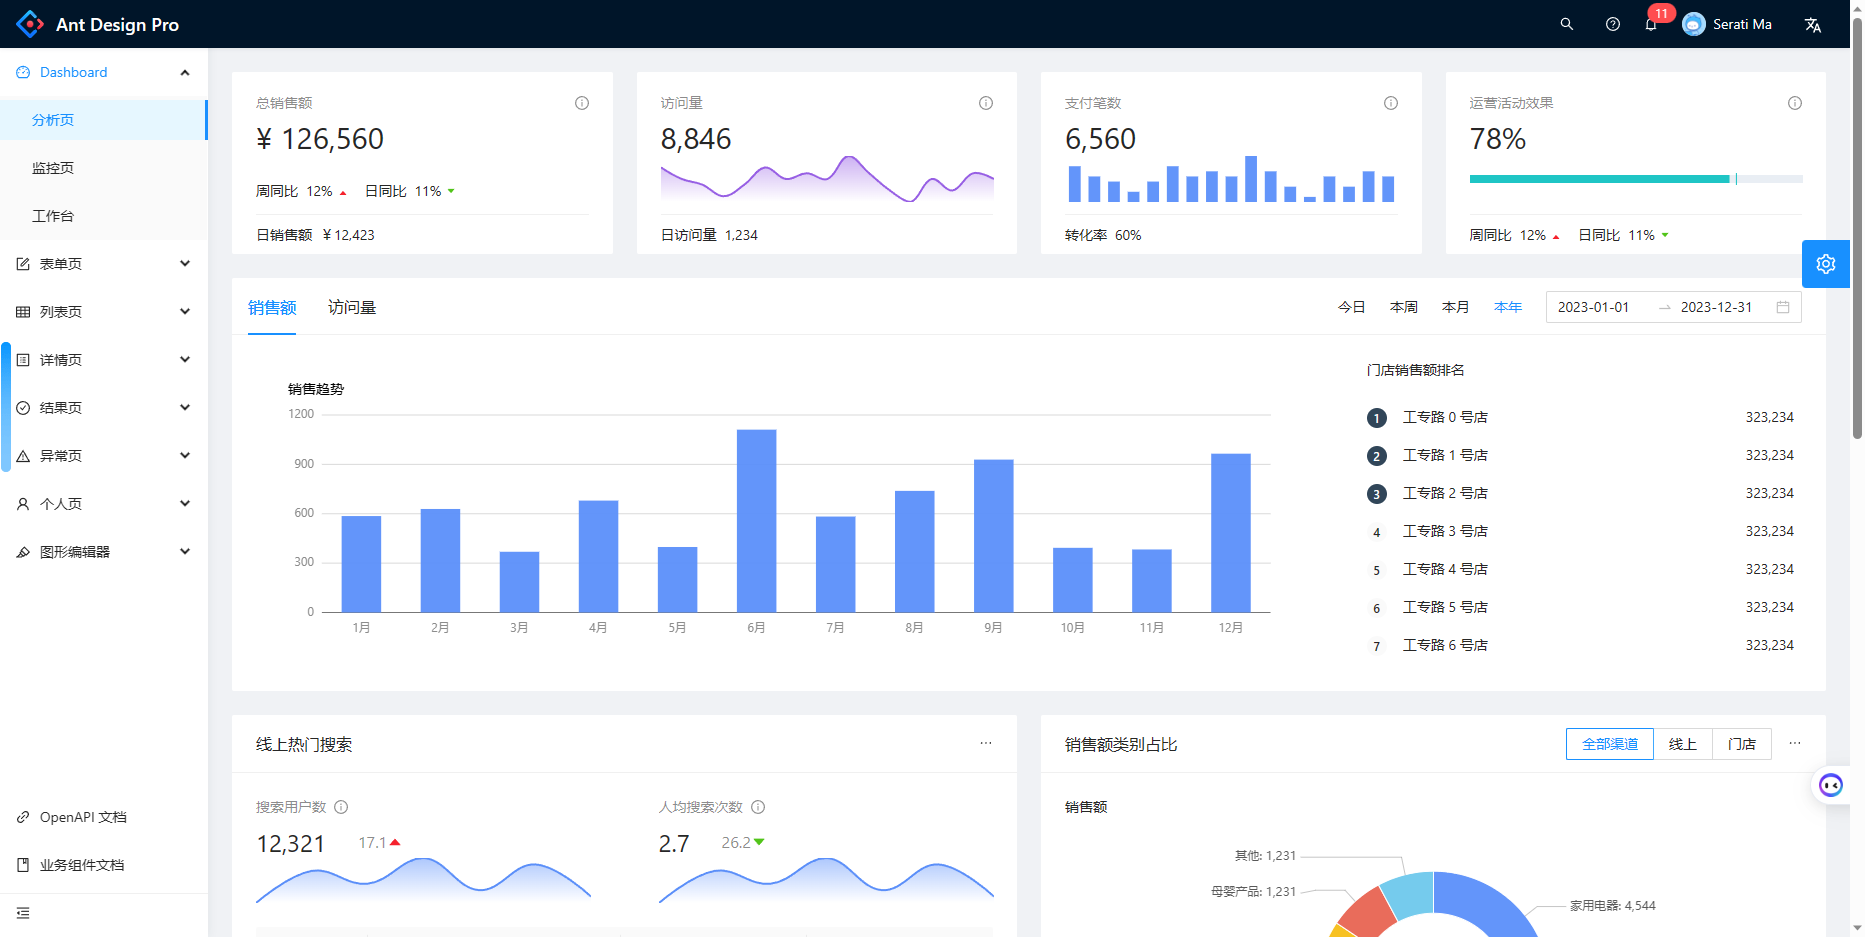 Ant Design Pro
11
Serati Ma
Dashboard
分析页
监控页
工作台
表单页
列表页
详情页
结果页
异常页
个人页
图形编辑器
OpenAPI 文档
业务组件文档
总销售额
¥ 126,560
周同比 12% 日同比 11%
日销售额 ￥12,423
访问量
8,846
日访问量 1,234
支付笔数
6,560
转化率 60%
运营活动效果
78%
周同比 12% 日同比 11%
销售额 访问量
今日 本周 本月 本年 2023-01-01 2023-12-31
销售趋势
1200
900
600
300
0
1月 2月 3月 4月 5月 6月 7月 8月 9月 10月 11月 12月
门店销售额排名
1 工专路 0 号店 323,234
2 工专路 1 号店 323,234
3 工专路 2 号店 323,234
4 工专路 3 号店 323,234
5 工专路 4 号店 323,234
6 工专路 5 号店 323,234
7 工专路 6 号店 323,234
线上热门搜索
搜索用户数
12,321 17.1
人均搜索次数
2.7 26.2
销售额类别占比
全部渠道 线上 门店
销售额
其他: 1,231
母婴产品: 1,231
家用电器: 4,544